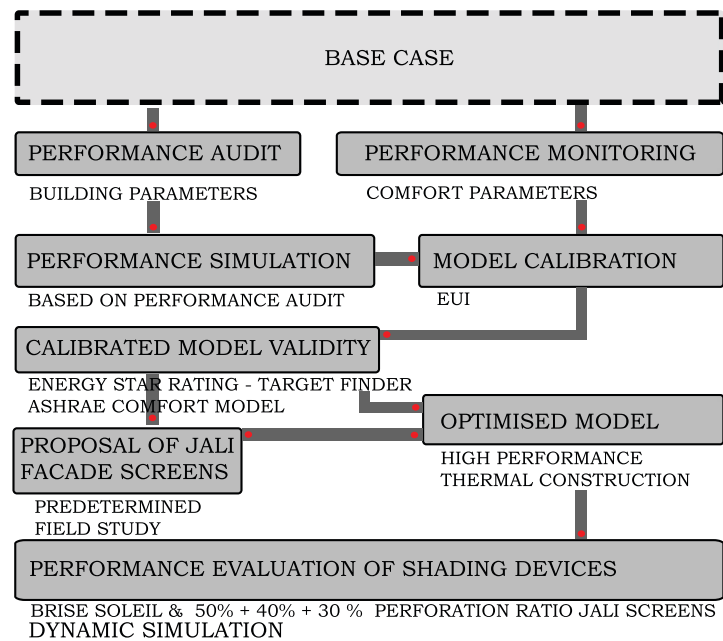 BASE CASE
PERFORMANCE AUDIT
PERFORMANCE MONITORING
BUILDING PARAMETERS
COMFORT PARAMETERS
PERFORMANCE SIMULATION
MODEL CALIBRATION
BASED ON PERFORMANCE AUDIT
EUI
CALIBRATED MODEL VALIDITY
ENERGY STAR RATING - TARGET FINDER
ASHRAE COMFORT MODEL
OPTIMISED MODEL
PROPOSAL OF JALI
FACADE SCREENS
HIGH PERFORMANCE
THERMAL CONSTRUCTION
PREDETERMINED
FIELD STUDY
PERFORMANCE EVALUATION OF SHADING DEVICES
BRISE SOLEIL & 50% + 40% + 30 % PERFORATION RATIO JALI SCREENS
DYNAMIC SIMULATION